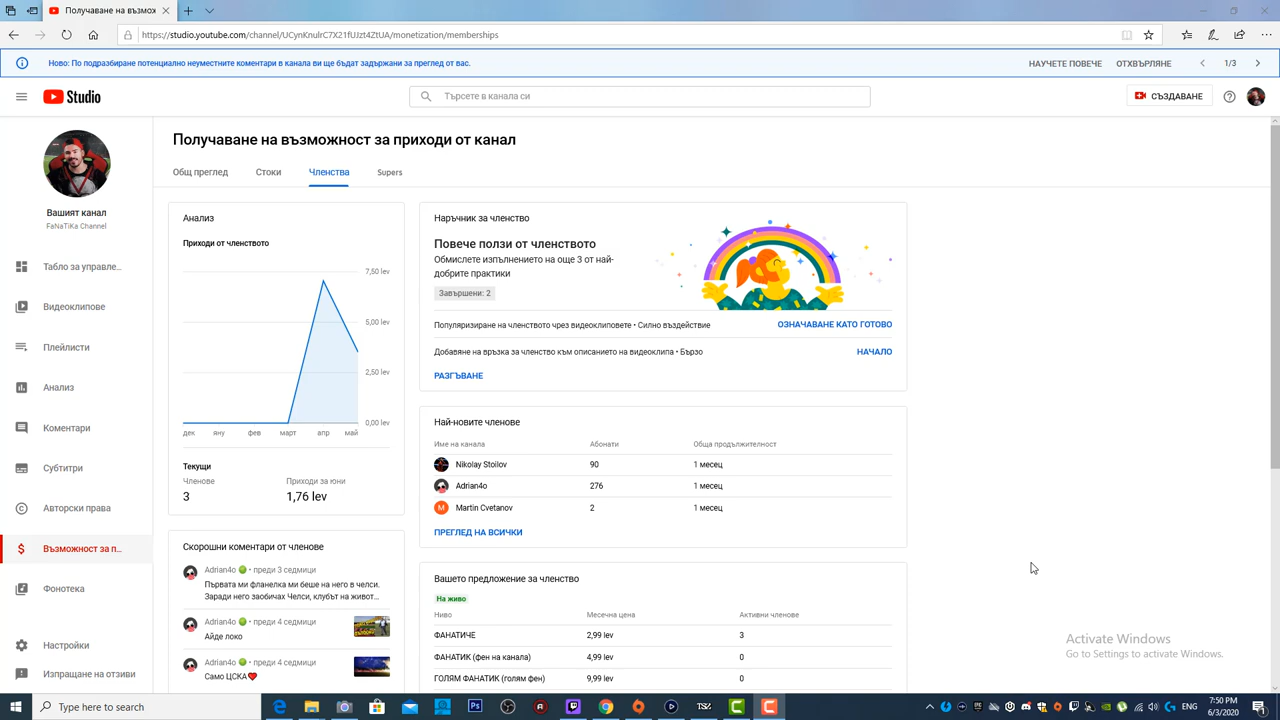 Получаване на възмож
https://studio.youtube.com/channel/UCynKnulrC7X21fUJzt4ZtUA/monetization/memberships
Ново: По подразбиране потенциално неуместните коментари в канала ви ще бъдат задържани за преглед от вас.
НАУЧЕТЕ ПОВЕЧЕ
ОТХВЪРЛЯНЕ
1/3
Studio
Търсете в канала си
СЪЗДАВАНЕ
Вашият канал
FaNaTiKa Channel
Табло за управле...
Видеоклипове
Плейлисти
Анализ
Коментари
Субтитри
Авторски права
Възможност за п...
Фонотека
Настройки
Изпращане на отзиви
Получаване на възможност за приходи от канал
Общ преглед
Стоки
Членства
Supers
Анализ
Приходи от членството
7,50 lev
5,00 lev
2,50 lev
0,00 lev
дек яну фев март апр май
Текущи
Членове Приходи за юни
3 1,76 lev
Скорошни коментари от членове
Adrian4o • преди 3 седмици
Първата ми фланелка ми беше на него в челси.
Заради него заобичах Челси, клубът на живот...
Adrian4o • преди 4 седмици
Айде локо
Adrian4o • преди 4 седмици
Само ЦСКА❤
Наръчник за членство
Повече ползи от членството
Обмислете изпълнението на още 3 от най-
добрите практики
Завършени: 2
Популяризиране на членството чрез видеоклиповете • Силно въздействие ОЗНАЧАВАНЕ КАТО ГОТОВО
Добавяне на връзка за членство към описанието на видеоклипа • Бързо НАЧАЛО
РАЗГЪВАНЕ
Най-новите членове
Име на канала Абонати Обща продължителност
Nikolay Stoilov 90 1 месец
Adrian4o 276 1 месец
M Martin Cvetanov 2 1 месец
ПРЕГЛЕД НА ВСИЧКИ
Вашето предложение за членство
На живо
Ниво Месечна цена Активни членове
ФАНАТИЧЕ 2,99 lev 3
ФАНАТИК (фен на канала) 4,99 lev 0
ГОЛЯМ ФАНАТИК (голям фен) 9,99 lev 0
Activate Windows
Go to Settings to activate Windows.
Type here to search
7:50 PM
6/3/2020